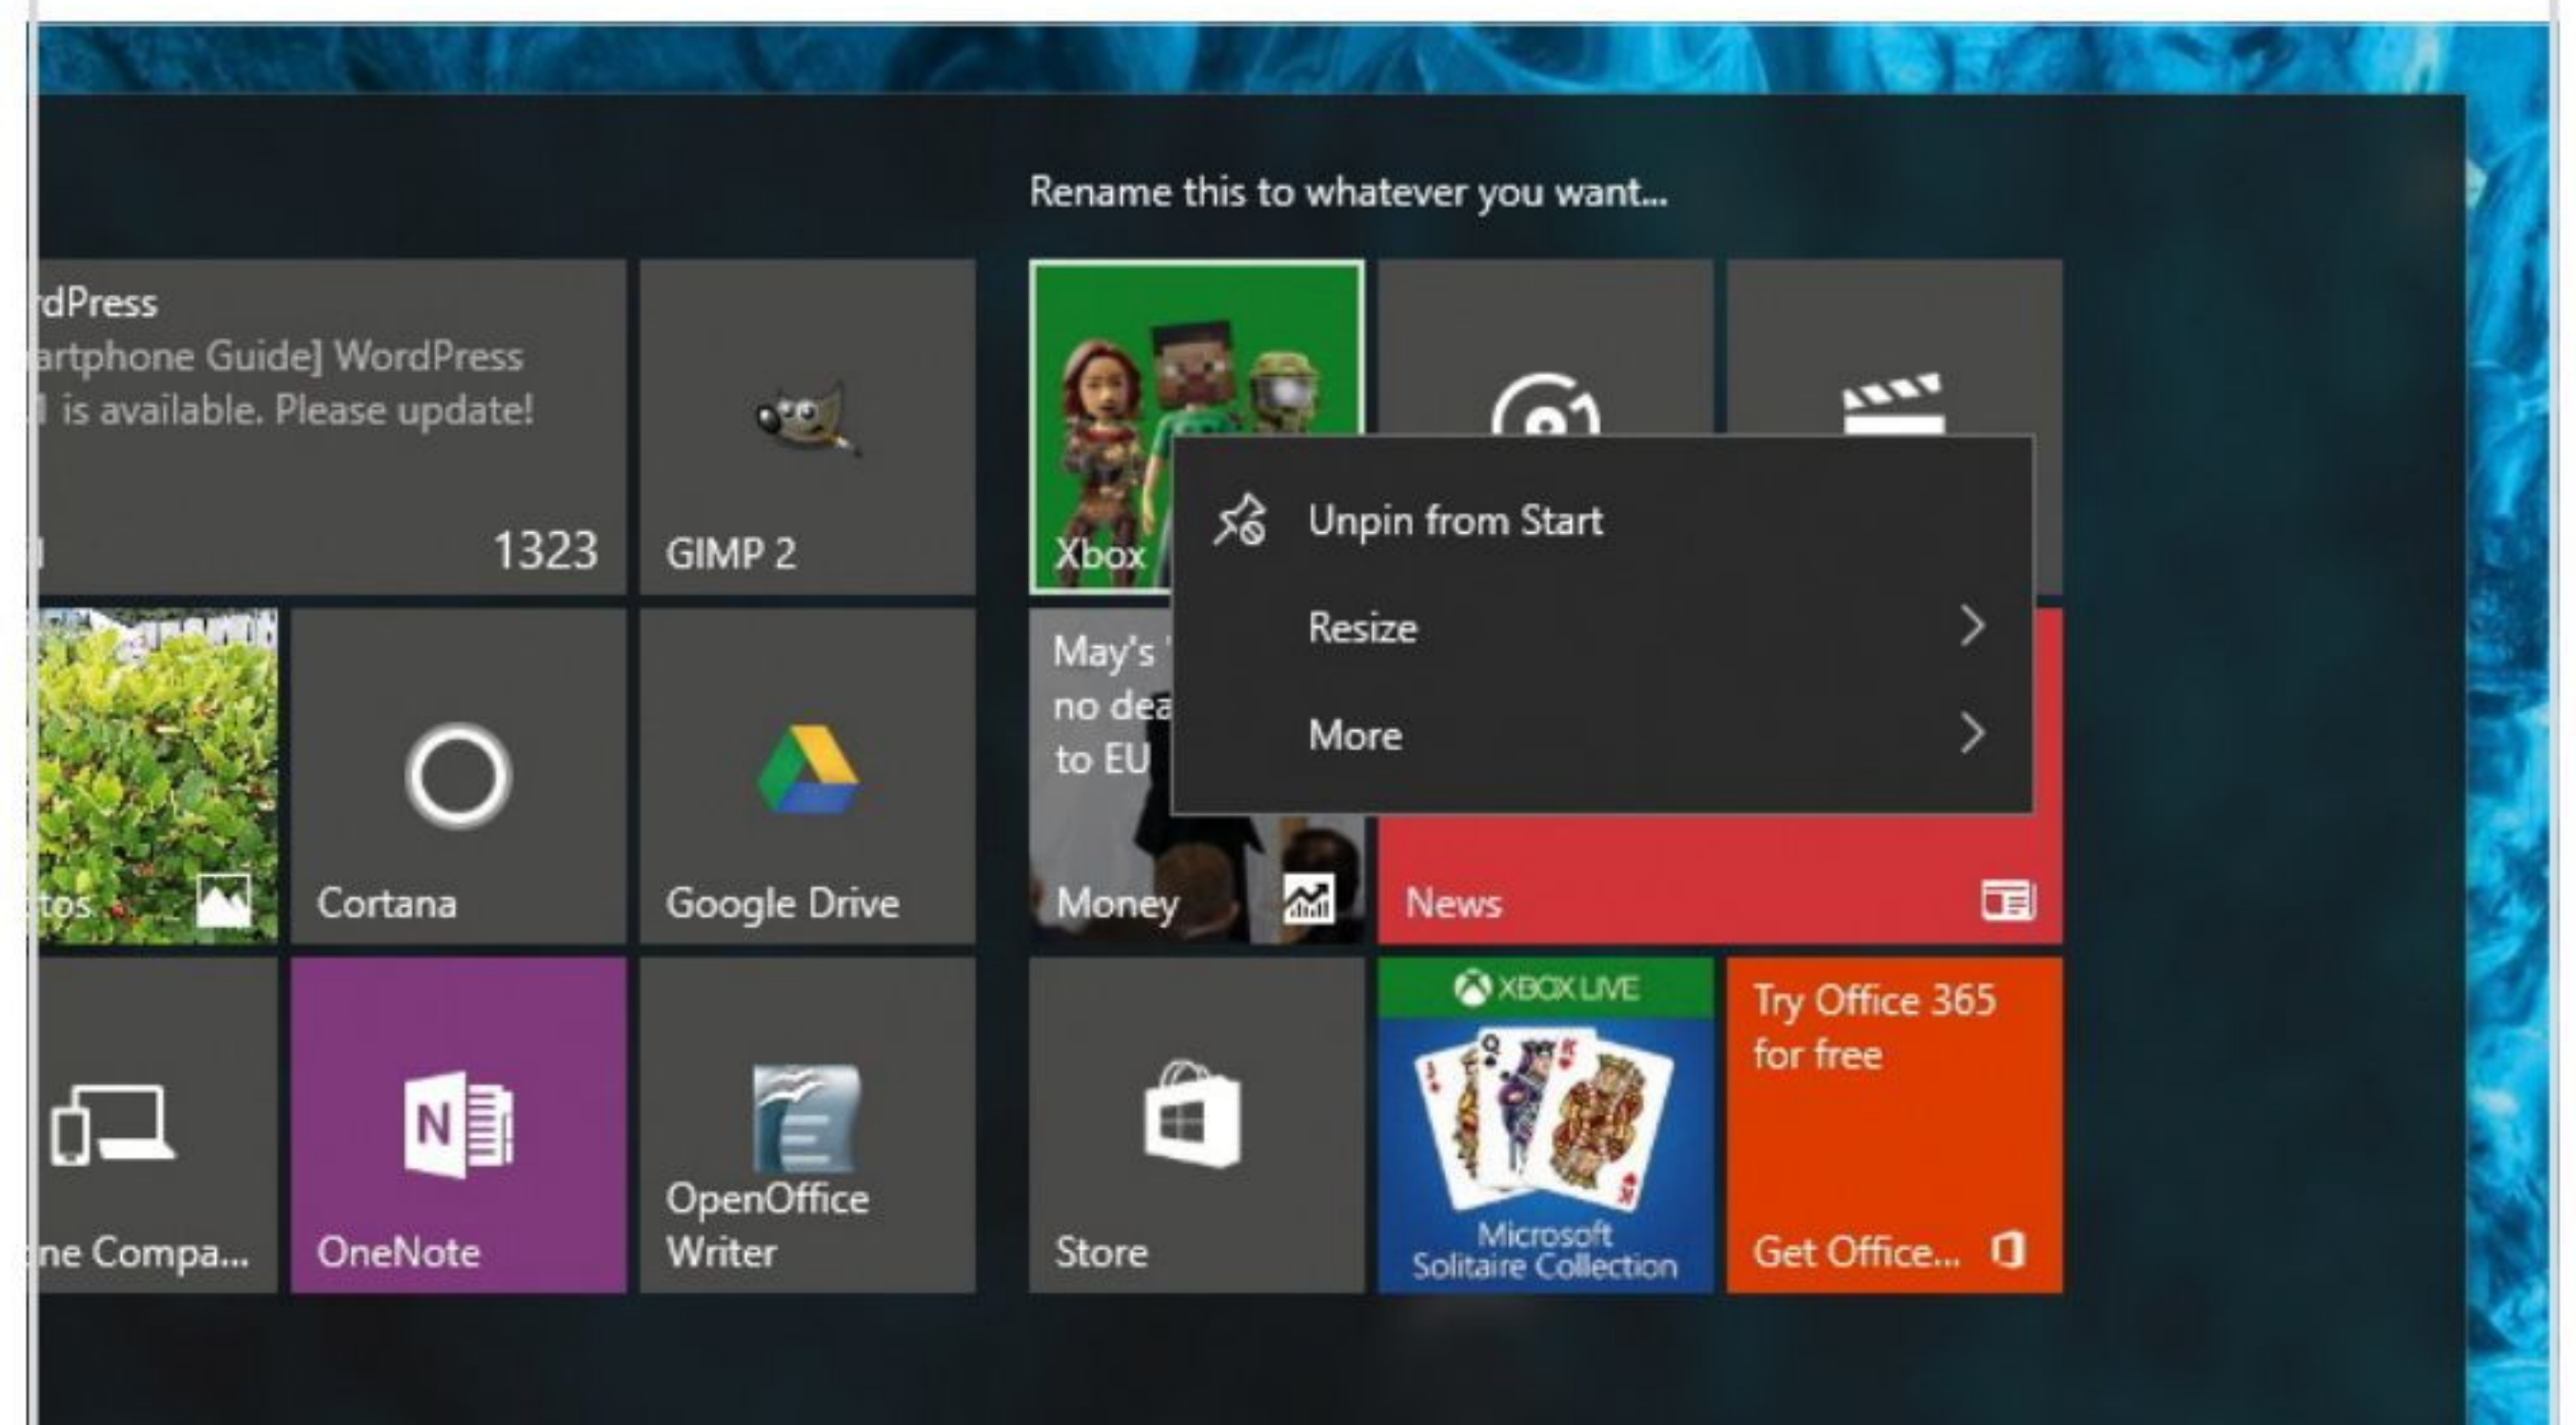 Rename this to whatever you want...
rdPress
artphone Guide] WordPress
is available. Please update!
1323
GIMP 2
Xbox
Unpin from Start
Resize
More
May's
no dea
to EU
tos
Cortana
Google Drive
Money
News
ne Compa...
N
OneNote
OpenOffice
Writer
Store
XBOX LIVE
Microsoft
Solitaire Collection
Try Office 365
for free
Get Office...